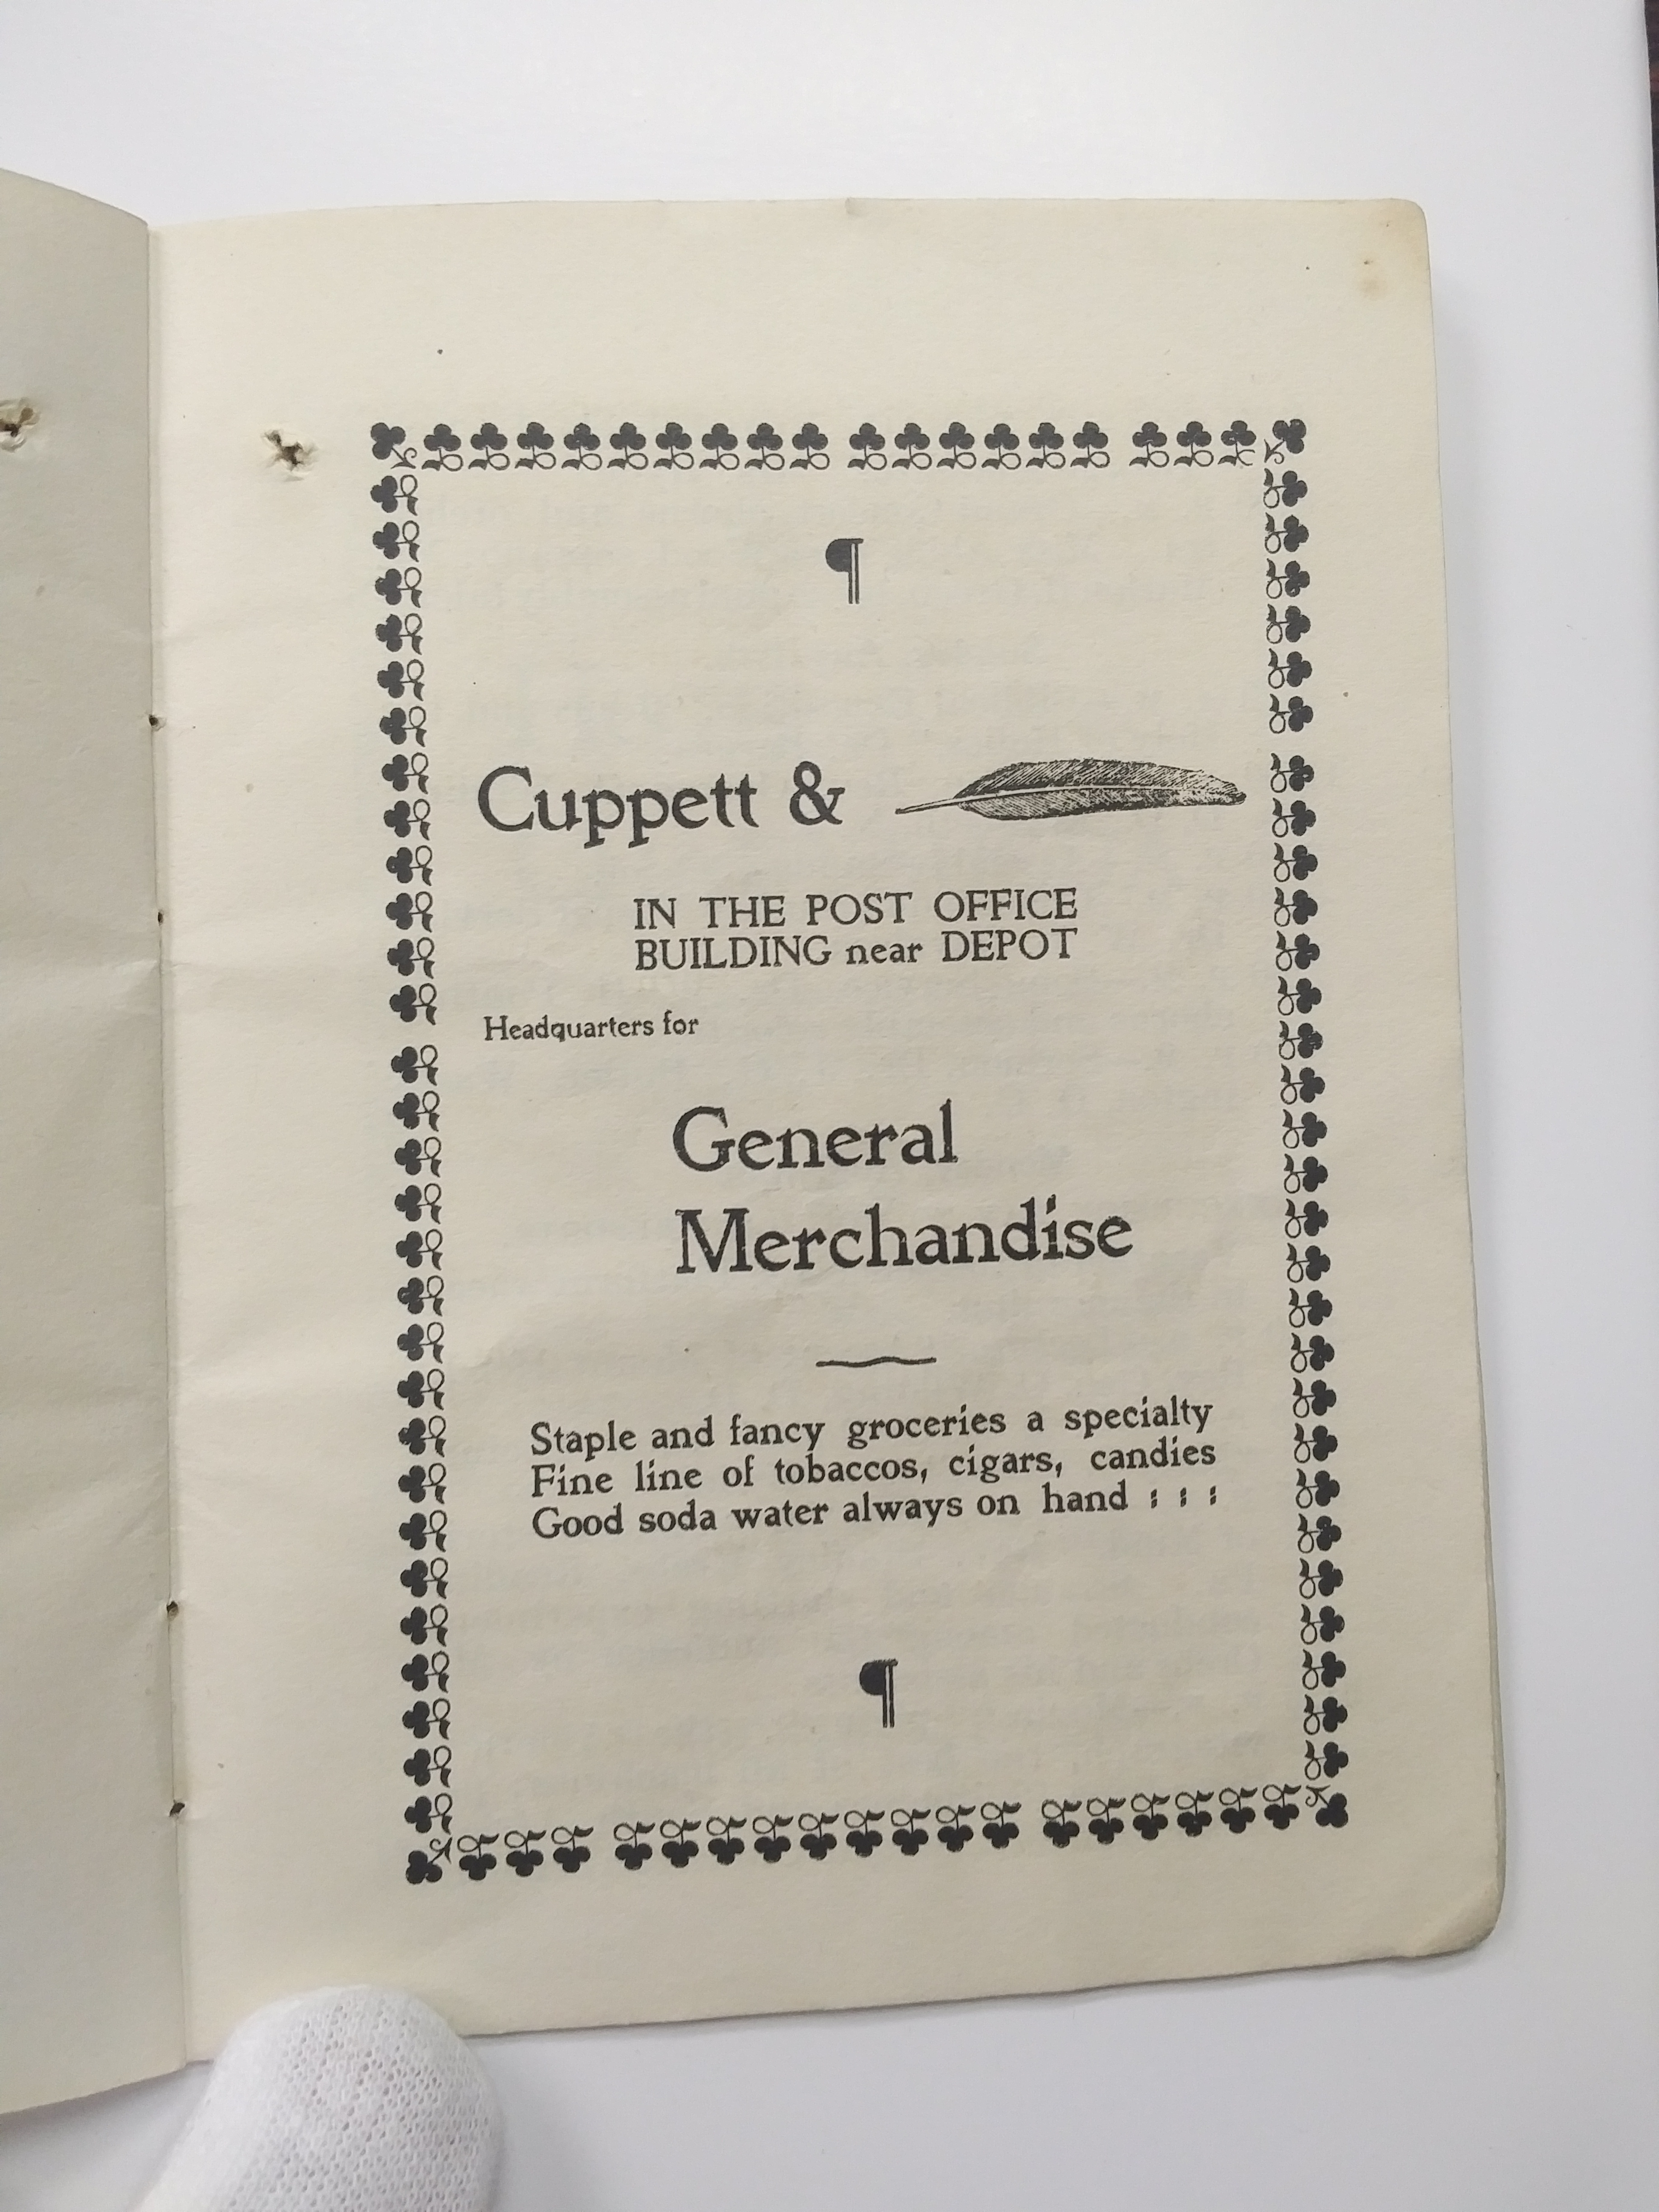 ¶
Cuppett &
IN THE POST OFFICE
BUILDING near DEPOT
Headquarters for
General
Merchandise
Staple and fancy groceries a specialty
Fine line of tobaccos, cigars, candies
Good soda water always on hand : : :
¶